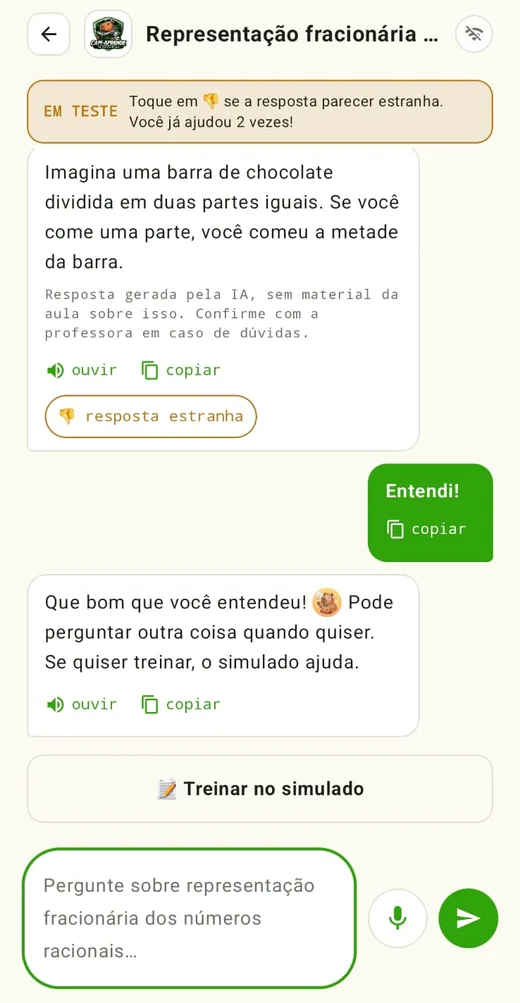 Representação fracionária ...
EM TESTE
Toque em 👎 se a resposta parecer estranha.
Você já ajudou 2 vezes!
Imagina uma barra de chocolate
dividida em duas partes iguais. Se você
come uma parte, você comeu a metade
da barra.
Resposta gerada pela IA, sem material da
aula sobre isso. Confirme com a
professora em caso de dúvidas.
ouvir copiar
👎 resposta estranha
Entendi!
copiar
Que bom que você entendeu! Pode
perguntar outra coisa quando quiser.
Se quiser treinar, o simulado ajuda.
ouvir copiar
📝 Treinar no simulado
Pergunte sobre representação
fracionária dos números
racionais...